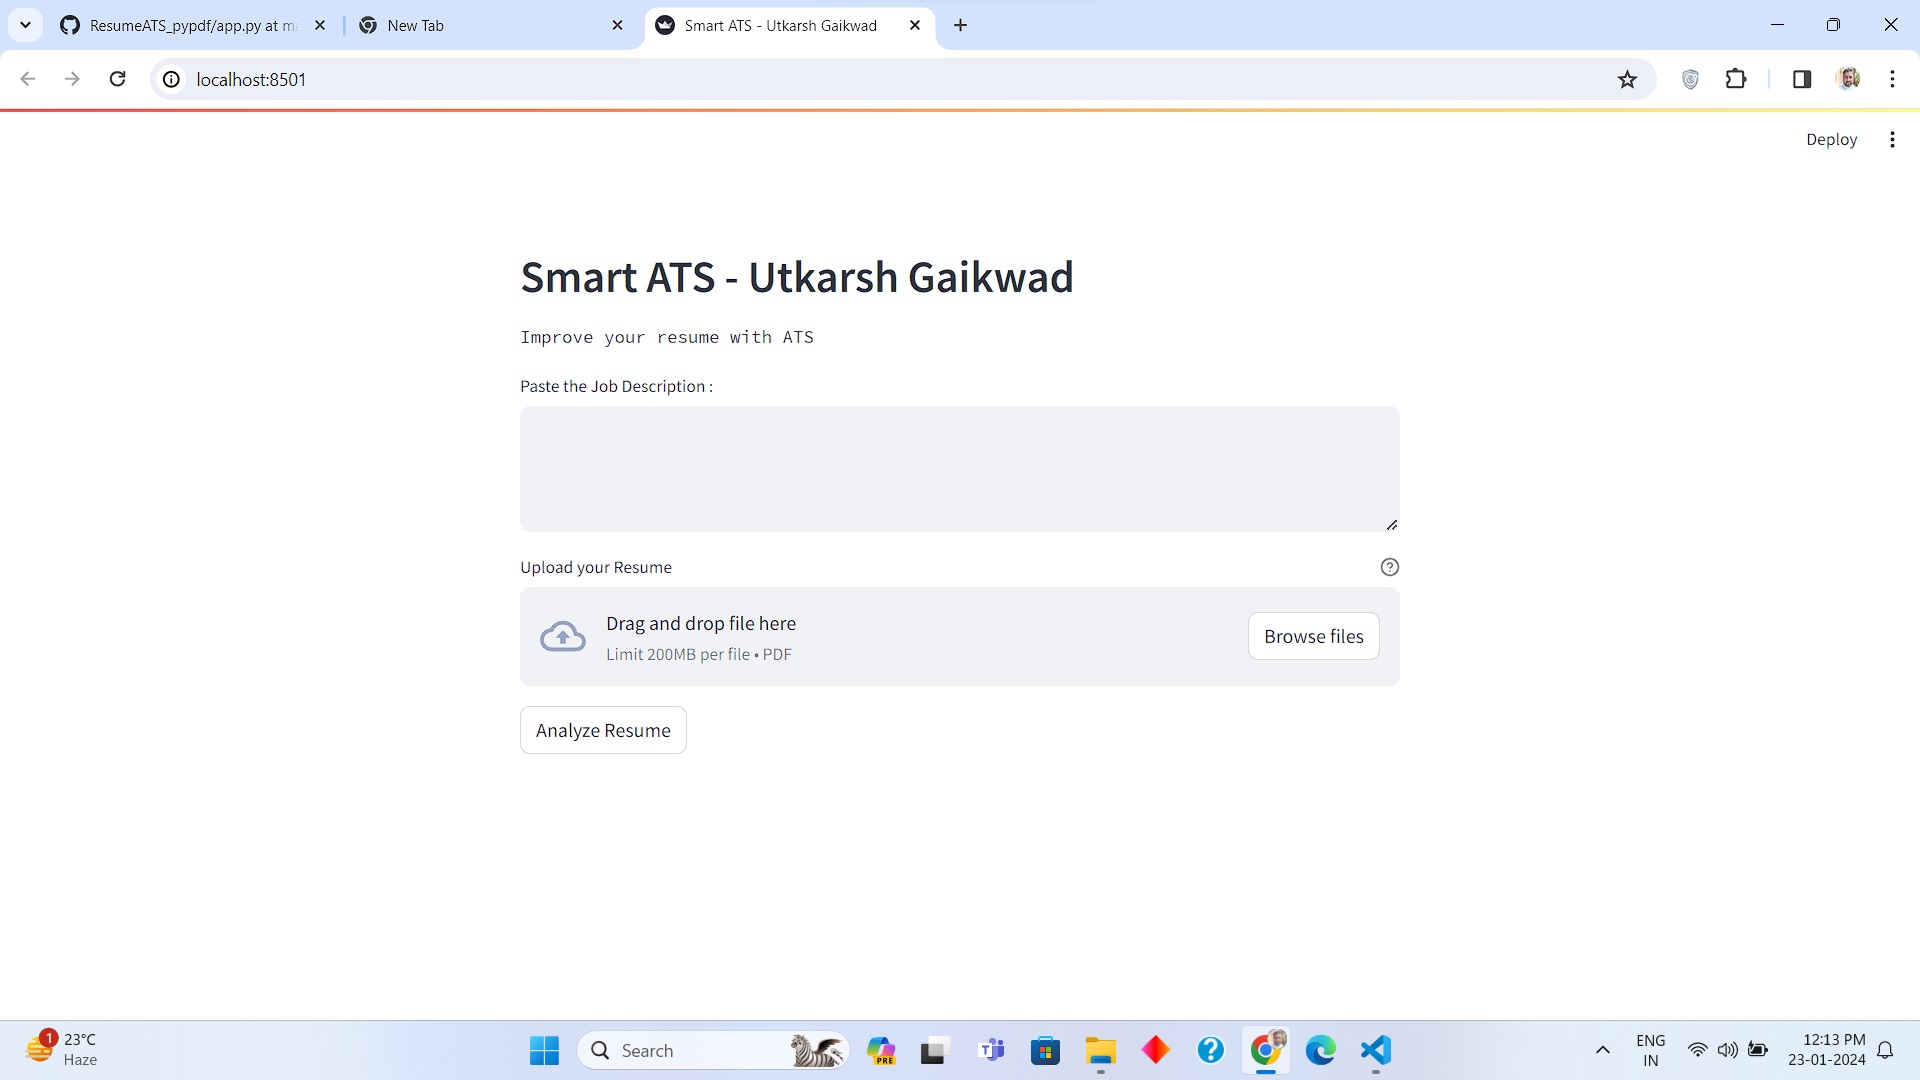 ResumeATS_pypdf/app.py at ma
New Tab
Smart ATS - Utkarsh Gaikwad
localhost:8501
Deploy
Smart ATS - Utkarsh Gaikwad
Improve your resume with ATS
Paste the Job Description :
Upload your Resume
Drag and drop file here
Limit 200MB per file • PDF
Browse files
Analyze Resume
1
23°C
Haze
Search
PRE
ENG
IN
12:13 PM
23-01-2024